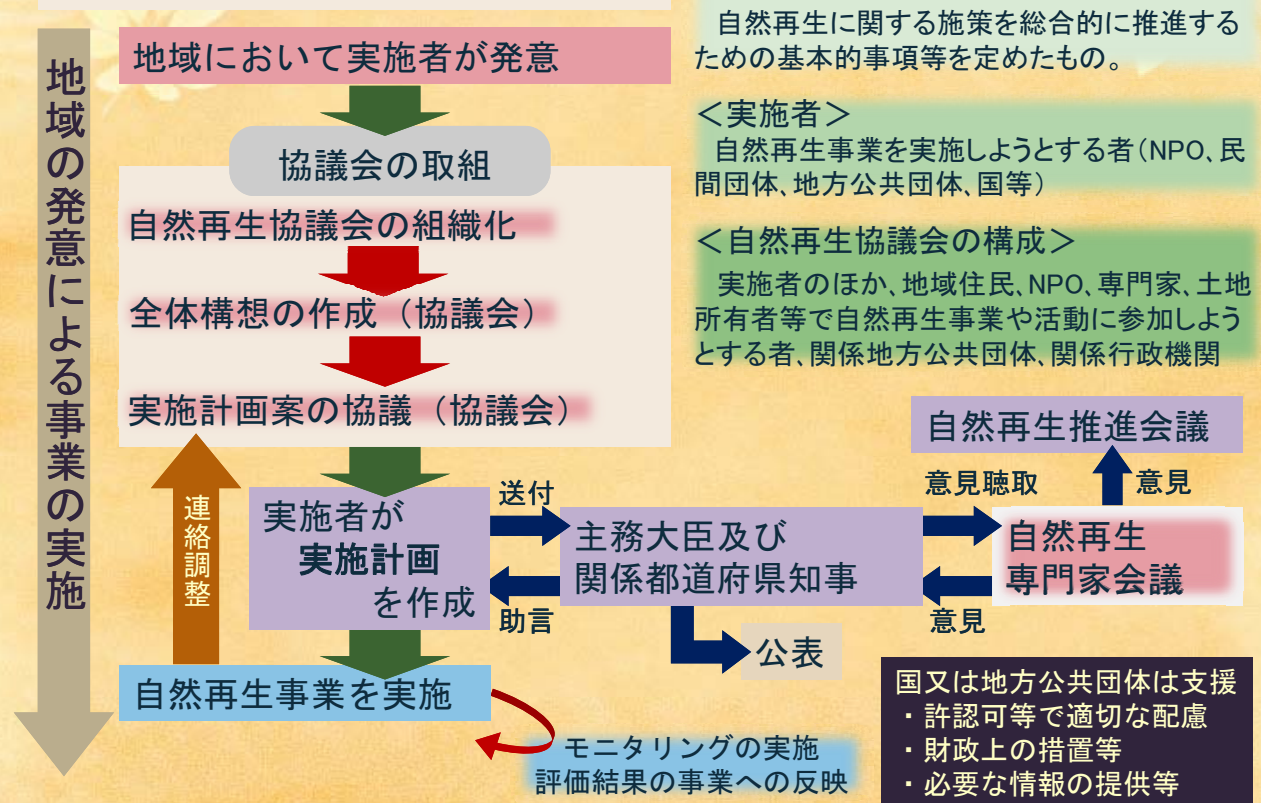 地域の発意による事業の実施
地域において実施者が発意
協議会の取組
自然再生協議会の組織化
全体構想の作成（協議会）
実施計画案の協議（協議会）
連絡調整
実施者が
実施計画
を作成
自然再生事業を実施
モニタリングの実施
評価結果の事業への反映
送付
助言
主務大臣及び
関係都道府県知事
公表
意見聴取
意見
自然再生
専門家会議
意見
自然再生推進会議
自然再生に関する施策を総合的に推進する
ための基本的事項等を定めたもの。
＜実施者＞
自然再生事業を実施しようとする者（NPO、民
間団体、地方公共団体、国等）
＜自然再生協議会の構成＞
実施者のほか、地域住民、NPO、専門家、土地
所有者等で自然再生事業や活動に参加しよう
とする者、関係地方公共団体、関係行政機関
国又は地方公共団体は支援
・許認可等で適切な配慮
・財政上の措置等
・必要な情報の提供等